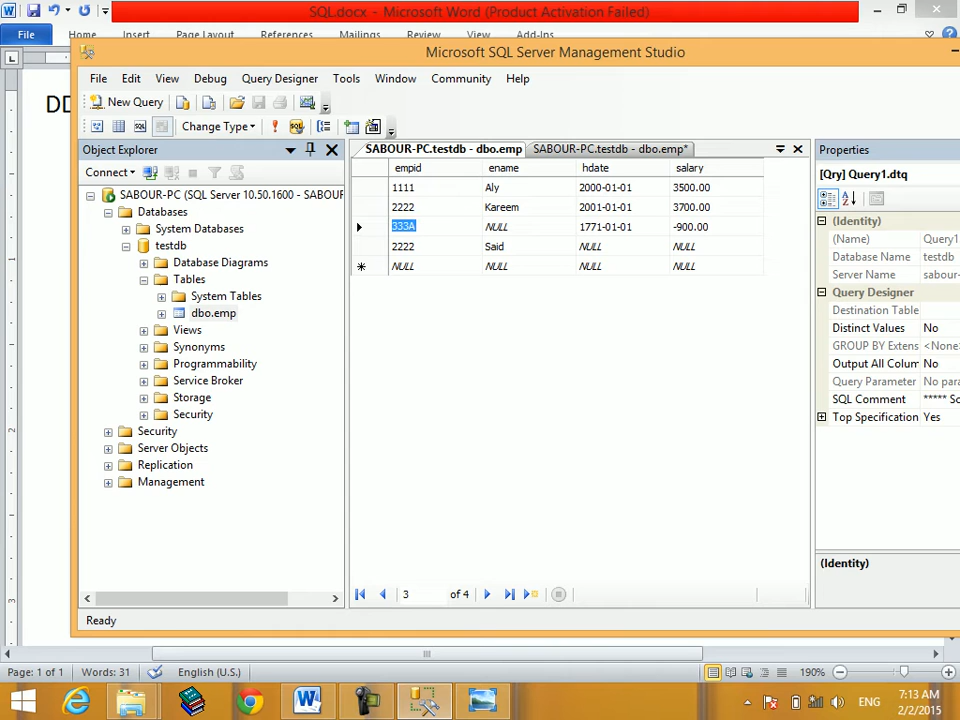 SQL.docx - Microsoft Word (Product Activation Failed)
File Home Insert Page Layout References Mailings Review View Add-Ins
Microsoft SQL Server Management Studio
File Edit View Debug Query Designer Tools Window Community Help
New Query
Change Type
Object Explorer
Connect
SABOUR-PC (SQL Server 10.50.1600 - SABOUR
Databases
System Databases
testdb
Database Diagrams
Tables
System Tables
dbo.emp
Views
Synonyms
Programmability
Service Broker
Storage
Security
Security
Server Objects
Replication
Management
SABOUR-PC.testdb - dbo.emp SABOUR-PC.testdb - dbo.emp*
empid ename hdate salary
1111 Aly 2000-01-01 3500.00
2222 Kareem 2001-01-01 3700.00
333A NULL 1771-01-01 -900.00
2222 Said NULL NULL
NULL NULL NULL NULL
3 of 4
Properties
[Qry] Query1.dtq
(Identity)
(Name) Query1
Database Name testdb
Server Name sabour-
Query Designer
Destination Table
Distinct Values No
GROUP BY Extens <None>
Output All Colum No
Query Parameter No para
SQL Comment ***** Sc
Top Specification Yes
(Identity)
Ready
Page: 1 of 1 Words: 31 English (U.S.) 190%
ENG
7:13 AM
2/2/2015